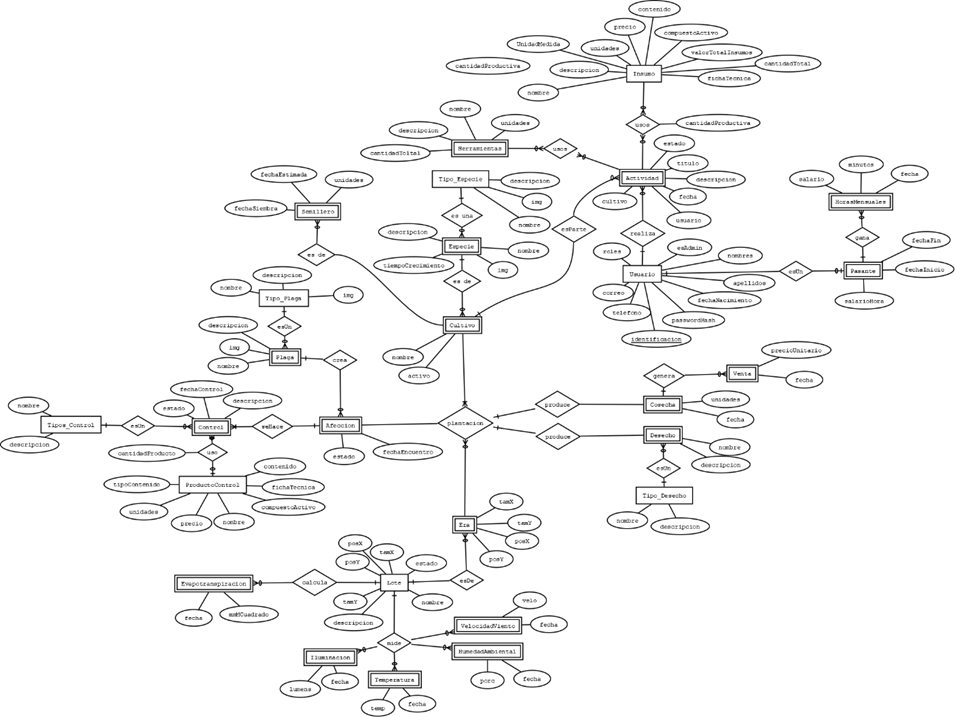 contenido
precio
compuestoActivo
UnidadMedida
unidades
valorTotalInsumos
cantidadProductiva
descripcion
Insumo
cantidadTotal
fichaTecnica
nombre
nombre
unidades
usos
cantidadProductiva
descripcion
estado
cantidadToltal
Herramientas
usos
titulo
Tipo_Especie
descripcion
Actividad
descripcion
minutos
fechaEstimada
unidades
img
cultivo
fecha
salario
fecha
fechaSiembra
Semillero
es una
nombre
usuario
HorasMensuales
descripcion
Especie
nombre
esParte
realiza
gana
fechaFin
es de
tiempoCrecimiento
img
roles
esAdmin
nombres
descripcion
es de
Usuario
esUn
Pasante
fechaInicio
nombre
Tipo_Plaga
img
correo
apellidos
telefono
fechaNacimiento
salarioHora
descripcion
esUn
Cultivo
passwordHash
img
identificacion
nombre
Plaga
crea
nombre
precioUnitario
activo
genera
Venta
fecha
fechaControl
descripcion
produce
Cosecha
unidades
nombre
estado
fecha
Tipos_Control
esUn
Control
seHace
Afeccion
plantacion
produce
Desecho
descripcion
nombre
cantidadProducto
uso
estado
fechaEncuentro
descripcion
esUn
contenido
tipoContenido
ProductoControl
fichaTecnica
Tipo_Desecho
unidades
compuestoActivo
precio
nombre
nombre
descripcion
tamX
Era
tamY
posX
posX
tamX
posY
posY
estado
Evapotranspiracion
calcula
Lote
esDe
tamY
nombre
fecha
mmMCuadrado
descripcion
velo
VelocidadViento
fecha
mide
Iluminacion
HumedadAmbiental
lumens
fecha
Temperatura
porc
fecha
temp
fecha